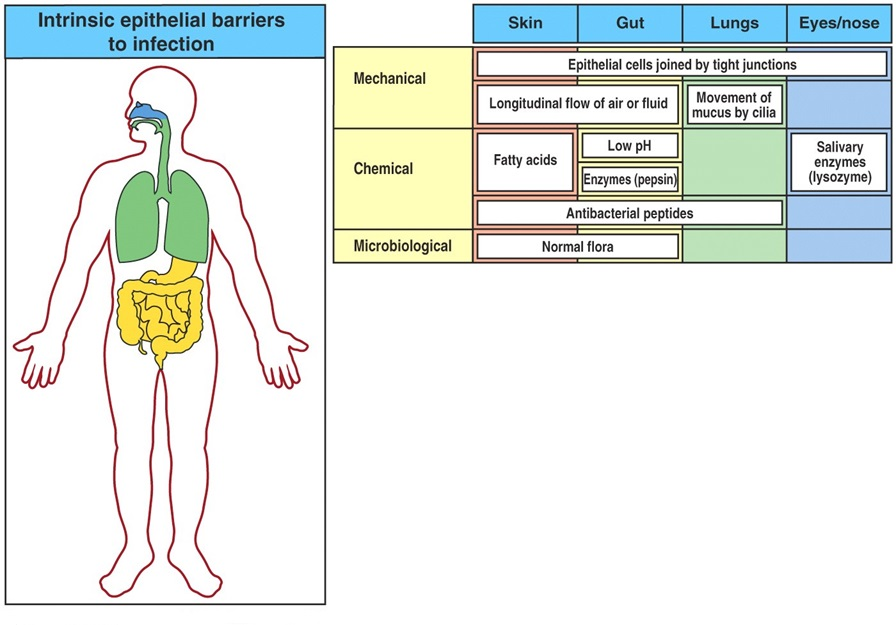 Intrinsic epithelial barriers
to infection
Skin
Gut
Lungs
Eyes/nose
Mechanical
Epithelial cells joined by tight junctions
Longitudinal flow of air or fluid
Movement of
mucus by cilia
Chemical
Fatty acids
Low pH
Enzymes (pepsin)
Salivary
enzymes
(lysozyme)
Antibacterial peptides
Microbiological
Normal flora